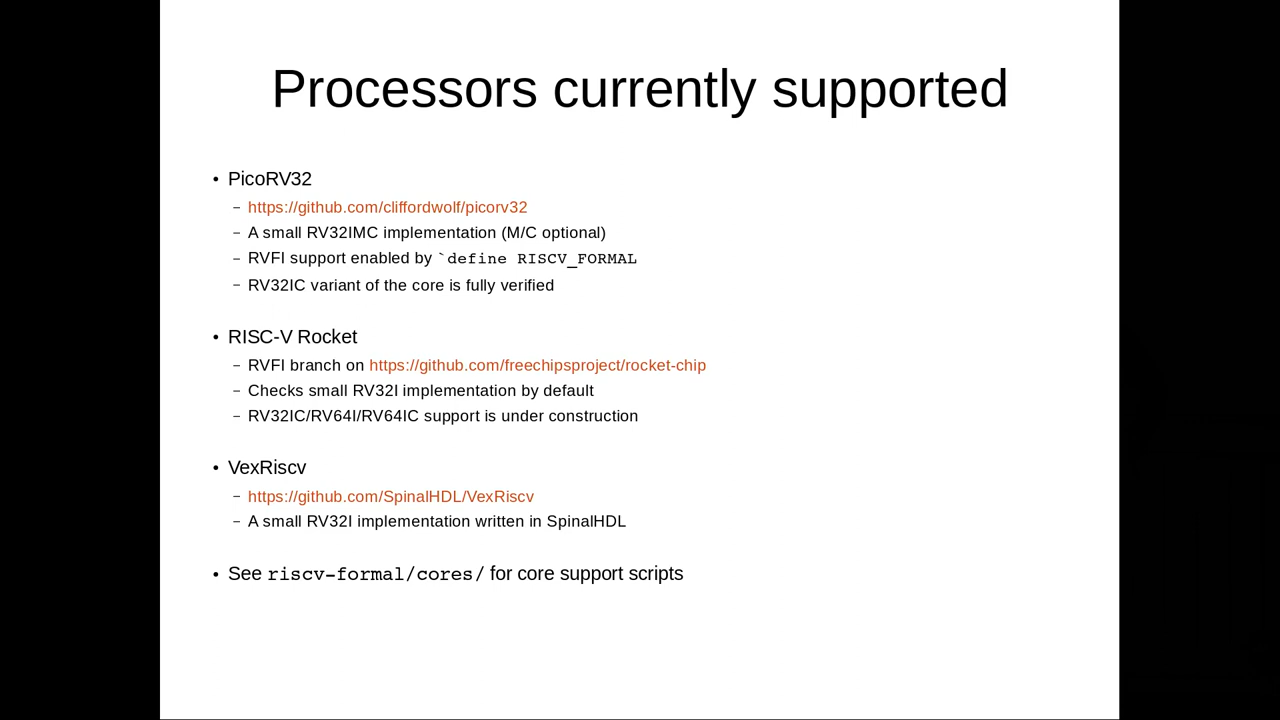 Processors currently supported
• PicoRV32
– https://github.com/cliffordwolf/picorv32
– A small RV32IMC implementation (M/C optional)
– RVFI support enabled by `define RISCV_FORMAL
– RV32IC variant of the core is fully verified
• RISC-V Rocket
– RVFI branch on https://github.com/freechipsproject/rocket-chip
– Checks small RV32I implementation by default
– RV32IC/RV64I/RV64IC support is under construction
• VexRiscv
– https://github.com/SpinalHDL/VexRiscv
– A small RV32I implementation written in SpinalHDL
• See riscv-formal/cores/ for core support scripts